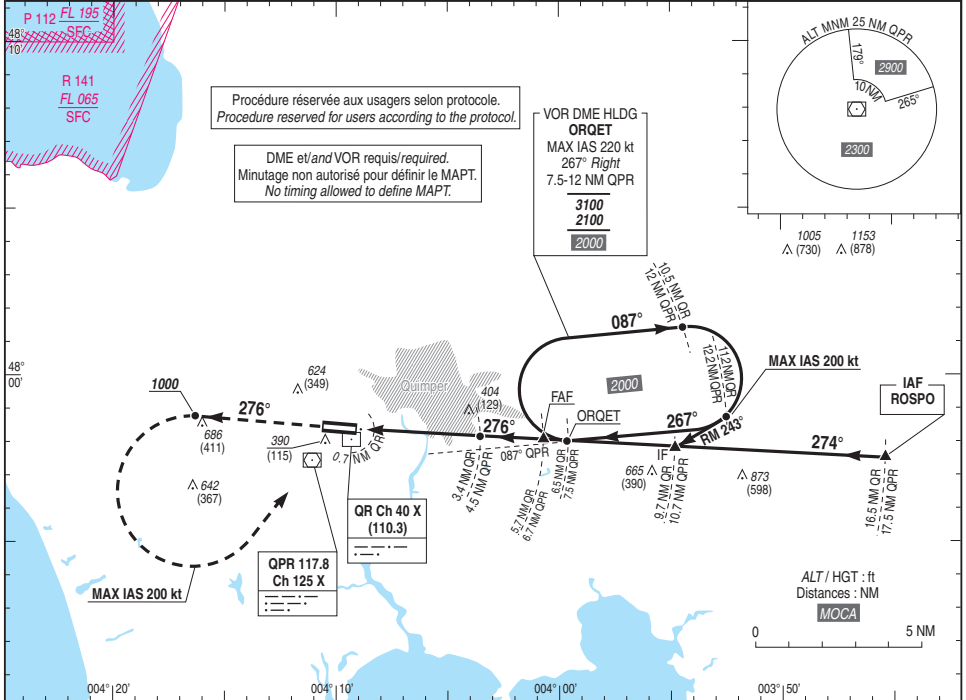 P 112 FL 195
SFC
48°
10'
R 141
FL 065
SFC
Procédure réservée aux usagers selon protocole.
Procedure reserved for users according to the protocol.
DME et/and VOR requis/required.
Minutage non autorisé pour définir le MAPT.
No timing allowed to define MAPT.
VOR DME HLDG
ORQET
MAX IAS 220 kt
267° Right
7.5-12 NM QPR
3100
2100
2000
ALT MNM 25 NM QPR
179°
2900
10 NM
265°
2300
1005
(730)
1153
(878)
10.5 NM QR
12 NM QPR
087°
11.2 NM QR
12.2 NM QPR
MAX IAS 200 kt
48°
00'
624
(349)
Quimper
404
(129)
2000
FAF
ORQET
IAF
ROSPO
1000
276°
276°
267°
RM 243°
274°
686
(411)
390
(115)
0.7 NM QR
087° QPR
IF
642
(367)
3.4 NM QR
4.5 NM QPR
5.7 NM QR
6.7 NM QPR
6.5 NM QR
7.5 NM QPR
665
(390)
9.7 NM QR
10.7 NM QPR
873
(598)
16.5 NM QR
17.5 NM QPR
QR Ch 40 X
(110.3)
QPR 117.8
Ch 125 X
MAX IAS 200 kt
ALT / HGT : ft
Distances : NM
MOCA
0
5 NM
004° 20'
004° 10'
004° 00'
003° 50'